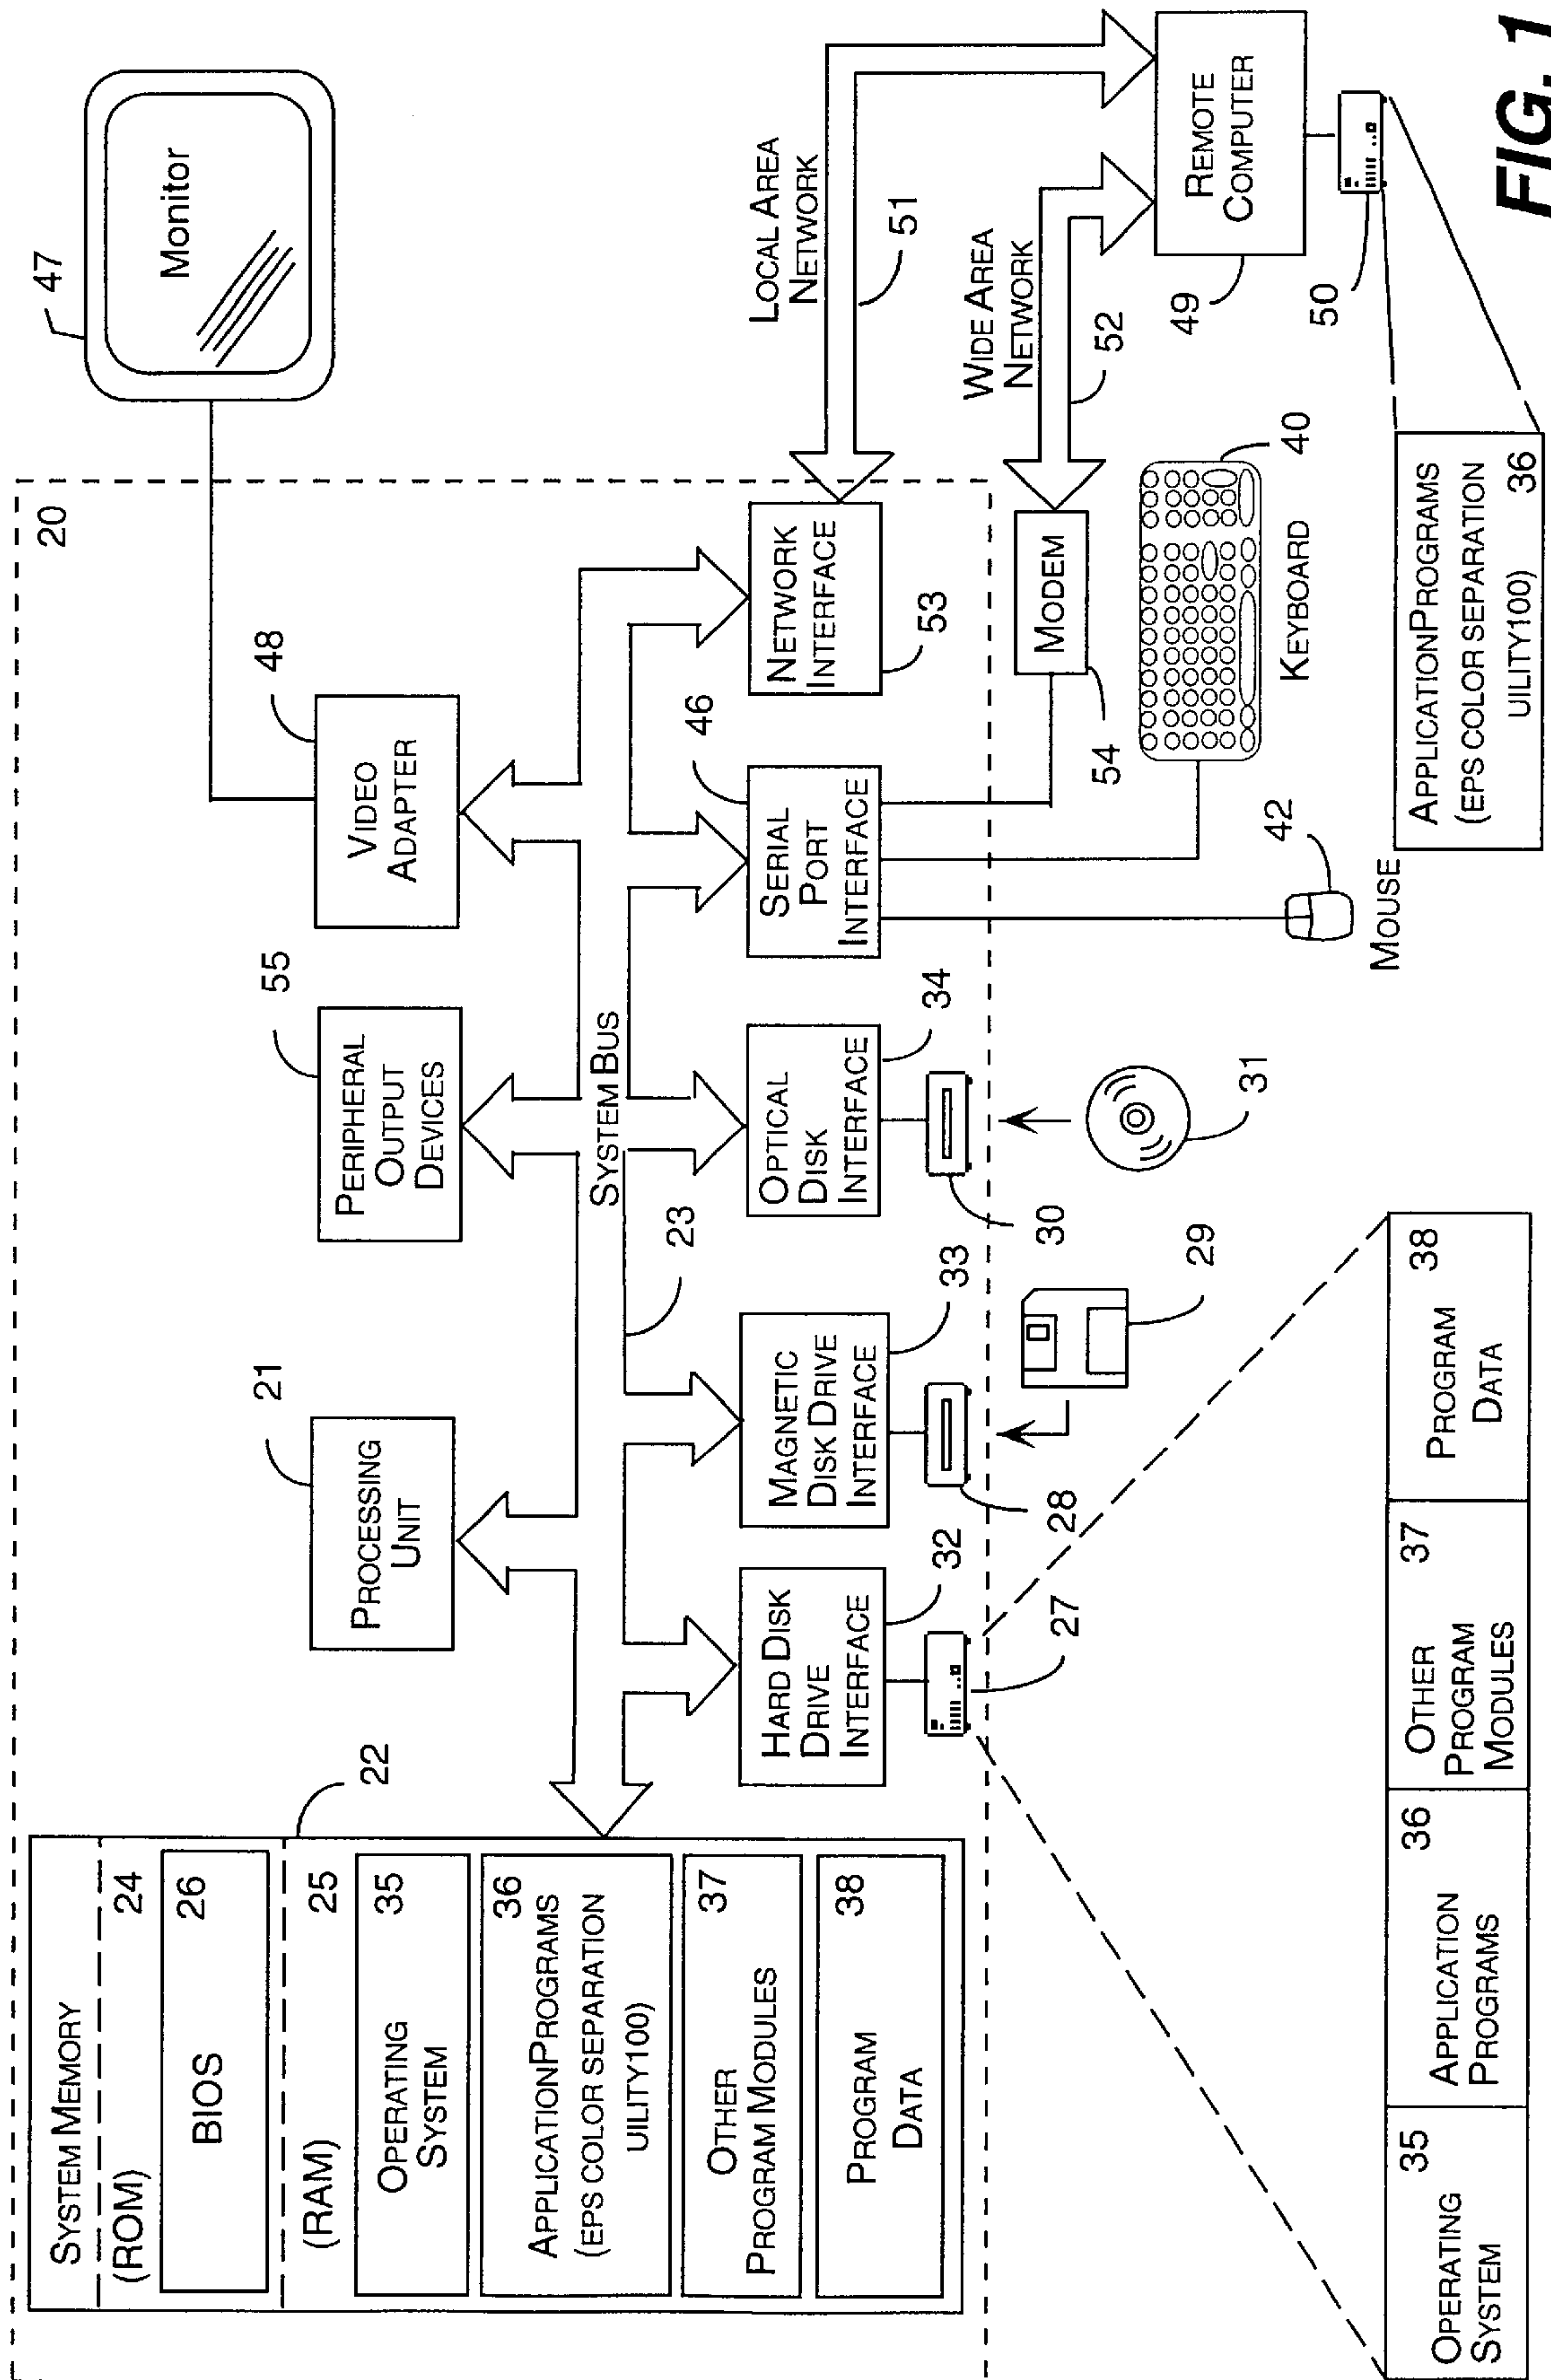 20
SYSTEM MEMORY
(ROM) 24
BIOS 26
(RAM) 25
OPERATING
SYSTEM
35
APPLICATIONPROGRAMS
(EPS COLOR SEPARATION
UILITY100)
36
OTHER
PROGRAM MODULES
37
PROGRAM
DATA
38
22
PROCESSING
UNIT
21
PERIPHERAL
OUTPUT
DEVICES
55
VIDEO
ADAPTER
48
Monitor
47
SYSTEM BUS
23
HARD DISK
DRIVE
INTERFACE
32
MAGNETIC
DISK DRIVE
INTERFACE
33
OPTICAL
DISK
INTERFACE
34
SERIAL
PORT
INTERFACE
46
NETWORK
INTERFACE
53
LOCAL AREA
NETWORK
51
27
28
29
30
31
MODEM
54
WIDE AREA
NETWORK
52
REMOTE
COMPUTER
49
50
KEYBOARD
40
MOUSE
42
OPERATING
SYSTEM
35
APPLICATION
PROGRAMS
36
OTHER
PROGRAM
MODULES
37
PROGRAM
DATA
38
APPLICATIONPROGRAMS
(EPS COLOR SEPARATION
UILITY100)
36
FIG. 1